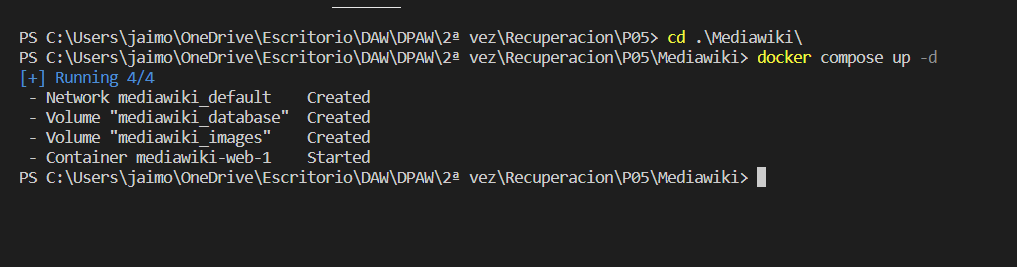 PS C:\Users\jaimo\OneDrive\Escritorio\DAW\DPAW\2ª vez\Recuperacion\P05> cd .\Mediawiki\
PS C:\Users\jaimo\OneDrive\Escritorio\DAW\DPAW\2ª vez\Recuperacion\P05\Mediawiki> docker compose up -d
[+] Running 4/4
 - Network mediawiki_default    Created
 - Volume "mediawiki_database"  Created
 - Volume "mediawiki_images"    Created
 - Container mediawiki-web-1    Started
PS C:\Users\jaimo\OneDrive\Escritorio\DAW\DPAW\2ª vez\Recuperacion\P05\Mediawiki>